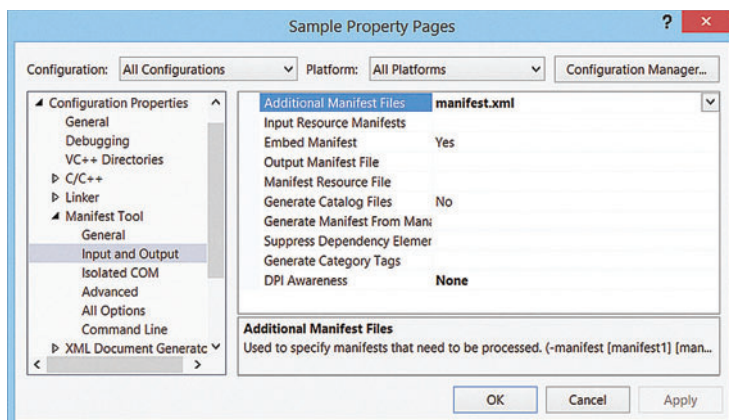 Sample Property Pages
? ×
Configuration: All Configurations Platform: All Platforms Configuration Manager...
Configuration Properties
General
Debugging
VC++ Directories
C/C++
Linker
Manifest Tool
General
Input and Output
Isolated COM
Advanced
All Options
Command Line
XML Document Generatc
Additional Manifest Files manifest.xml
Input Resource Manifests
Embed Manifest Yes
Output Manifest File
Manifest Resource File
Generate Catalog Files No
Generate Manifest From Mana
Suppress Dependency Elemer
Generate Category Tags
DPI Awareness None
Additional Manifest Files
Used to specify manifests that need to be processed. (-manifest [manifest1] [man...
OK Cancel Apply